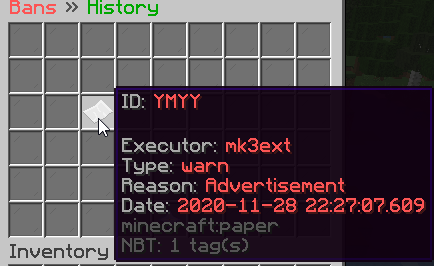 Bans » History
ID: YMYY
Executor: mk3ext
Type: warn
Reason: Advertisement
Date: 2020-11-28 22:27:07.609
minecraft:paper
NBT: 1 tag(s)
Inventory